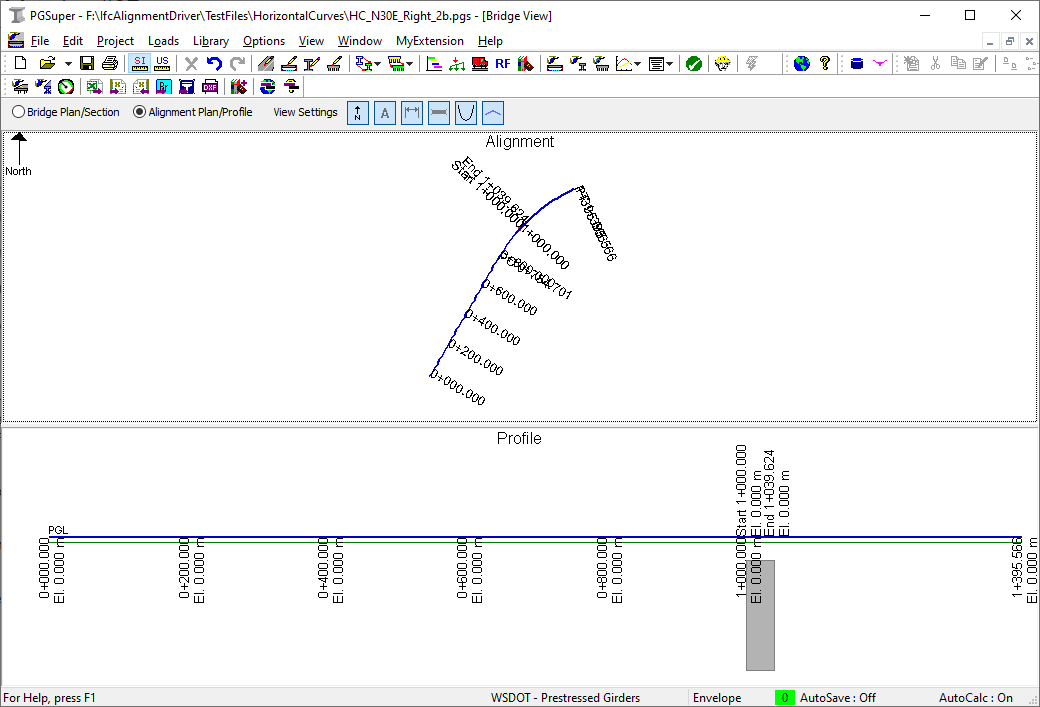 PGSuper - F:\IfcAlignmentDriver\TestFiles\HorizontalCurves\HC_N30E_Right_2b.pgs - [Bridge View]
File Edit Project Loads Library Options View Window MyExtension Help
SI US RF
DXF
Bridge Plan/Section Alignment Plan/Profile View Settings N A
Alignment
North
End 1+039.624
Start 1+000.000
1+000.000
0+800.000
0+600.000
0+400.000
0+200.000
0+000.000
Profile
PGL
0+000.000
El. 0.000 m
0+200.000
El. 0.000 m
0+400.000
El. 0.000 m
0+600.000
El. 0.000 m
0+800.000
El. 0.000 m
Start 1+000.000
El. 0.000 m
End 1+039.624
El. 0.000 m
1+000.000
El. 0.000 m
1+395.566
El. 0.000 m
For Help, press F1 WSDOT - Prestressed Girders Envelope 0 AutoSave : Off AutoCalc : On